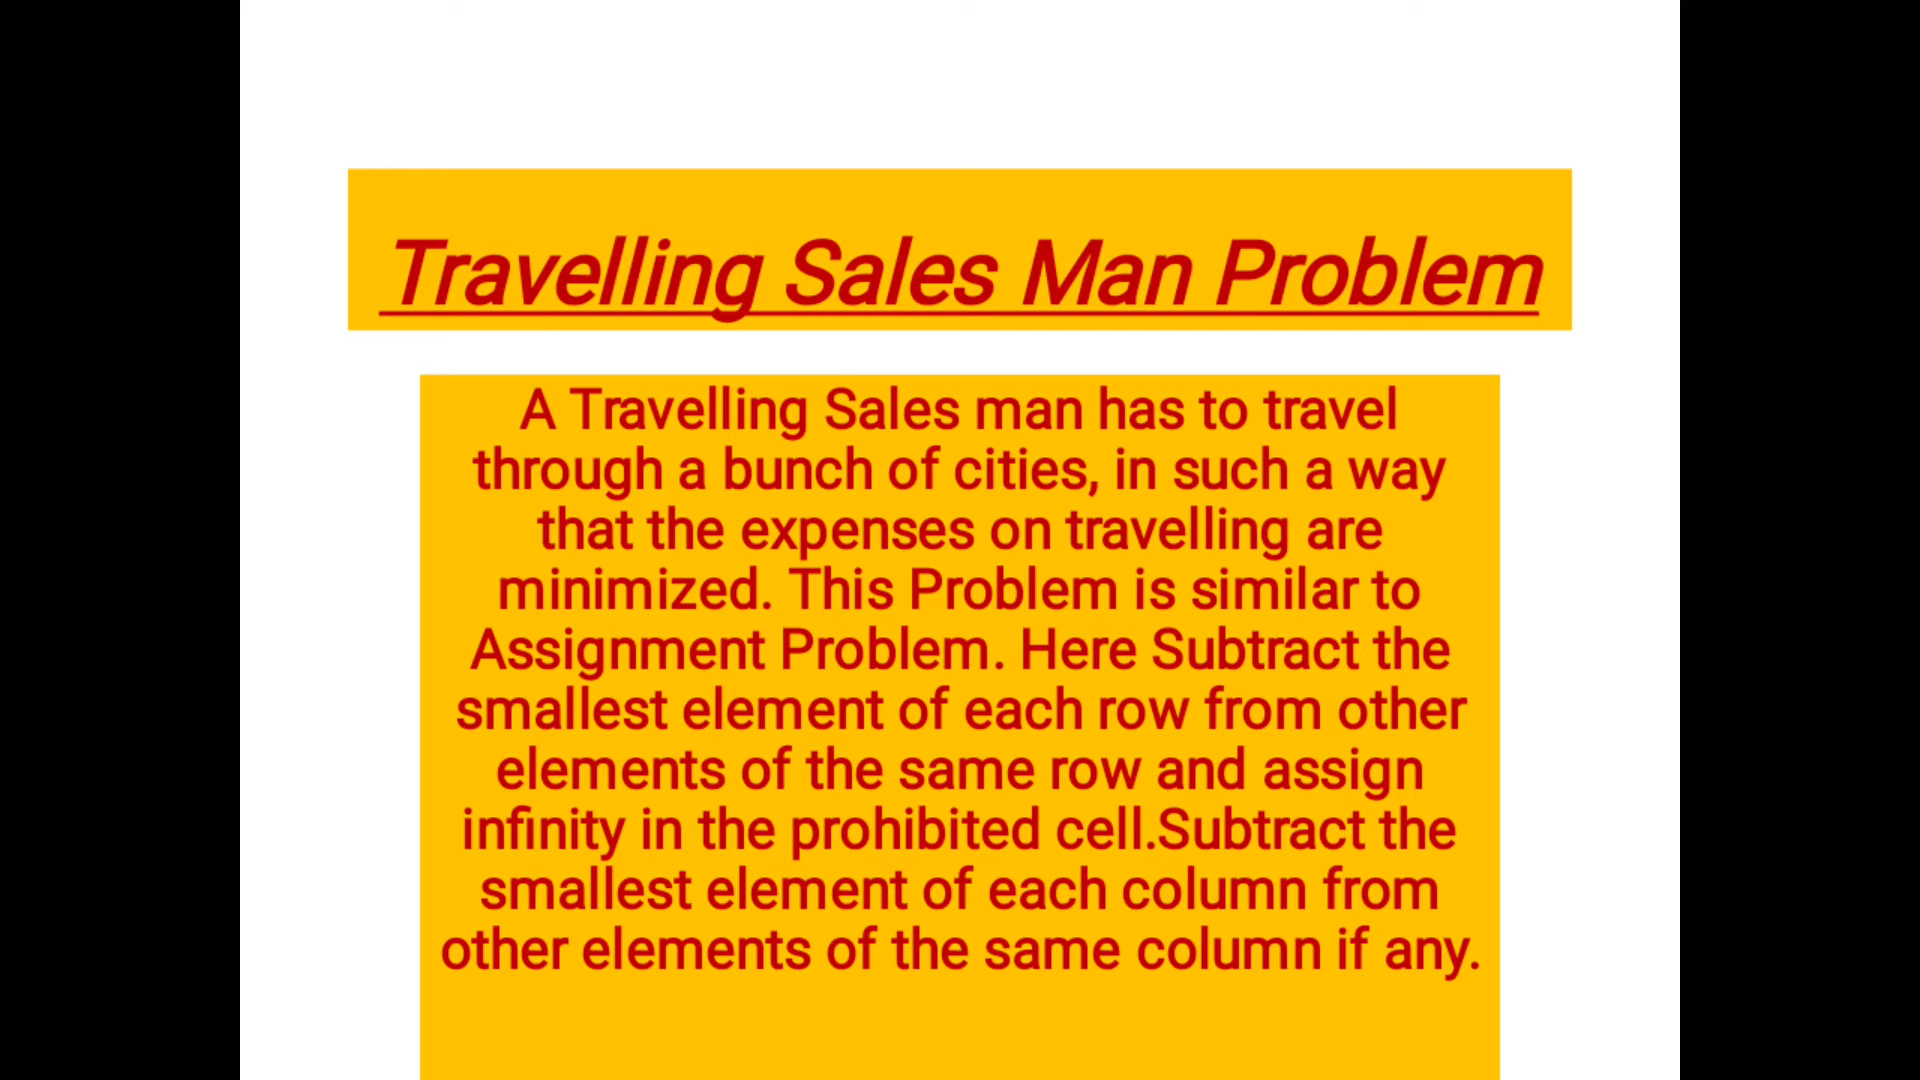 Travelling Sales Man Problem
A Travelling Sales man has to travel
through a bunch of cities, in such a way
that the expenses on travelling are
minimized. This Problem is similar to
Assignment Problem. Here Subtract the
smallest element of each row from other
elements of the same row and assign
infinity in the prohibited cell.Subtract the
smallest element of each column from
other elements of the same column if any.